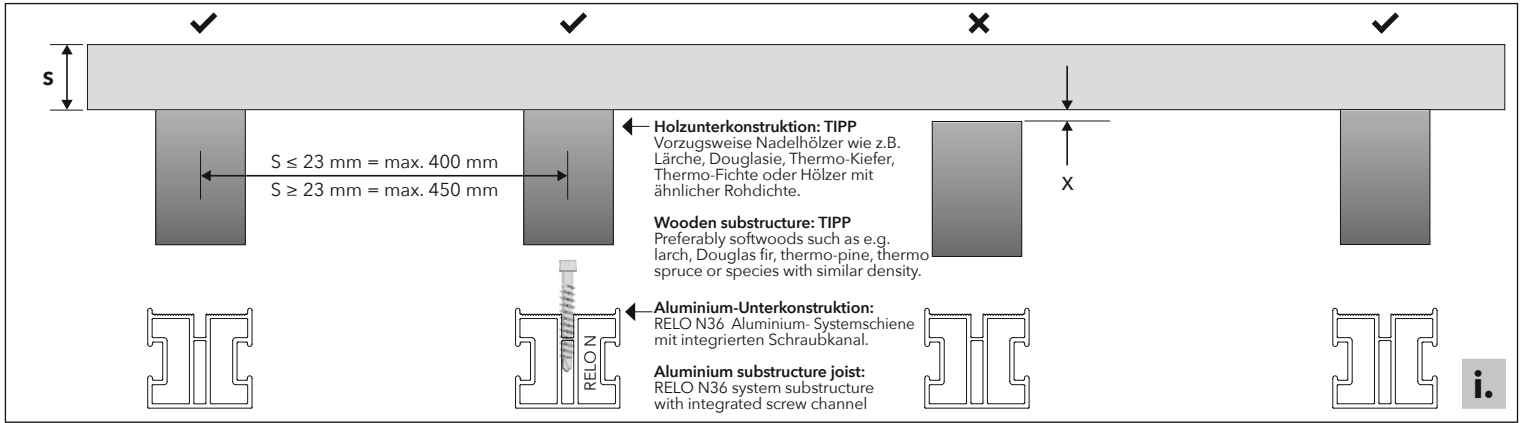 s
S ≤ 23 mm = max. 400 mm
S ≥ 23 mm = max. 450 mm
Holzunterkonstruktion: TIPP
Vorzugsweise Nadelhölzer wie z.B.
Lärche, Douglasie, Thermo-Kiefer,
Thermo-Fichte oder Hölzer mit
ähnlicher Rohdichte.
Wooden substructure: TIPP
Preferably softwoods such as e.g.
larch, Douglas fir, thermo-pine, thermo
spruce or species with similar density.
x
RELO N
Aluminium-Unterkonstruktion:
RELO N36 Aluminium- Systemschiene
mit integrierten Schraubkanal.
Aluminium substructure joist:
RELO N36 system substructure
with integrated screw channel
i.